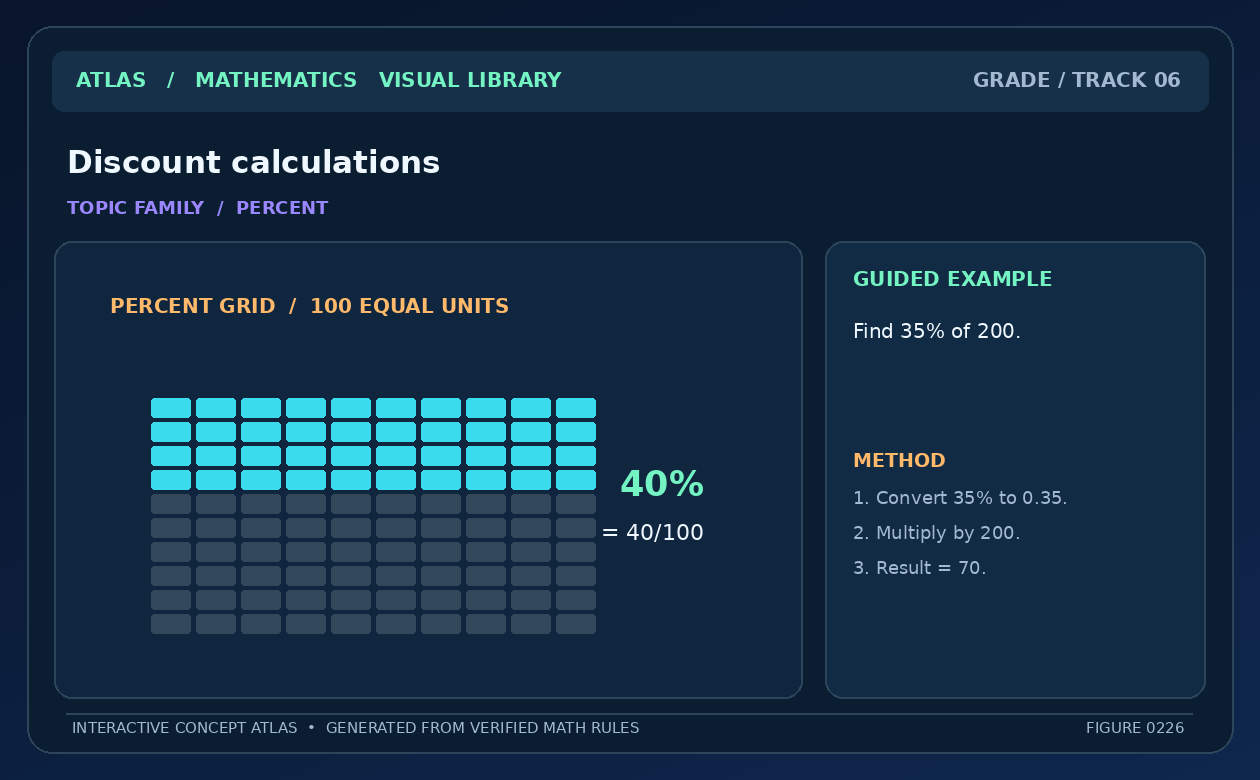 ATLAS / MATHEMATICS VISUAL LIBRARY
GRADE / TRACK 06
Discount calculations
TOPIC FAMILY / PERCENT
PERCENT GRID / 100 EQUAL UNITS
40%
= 40/100
GUIDED EXAMPLE
Find 35% of 200.
METHOD
1. Convert 35% to 0.35.
2. Multiply by 200.
3. Result = 70.
INTERACTIVE CONCEPT ATLAS • GENERATED FROM VERIFIED MATH RULES
FIGURE 0226